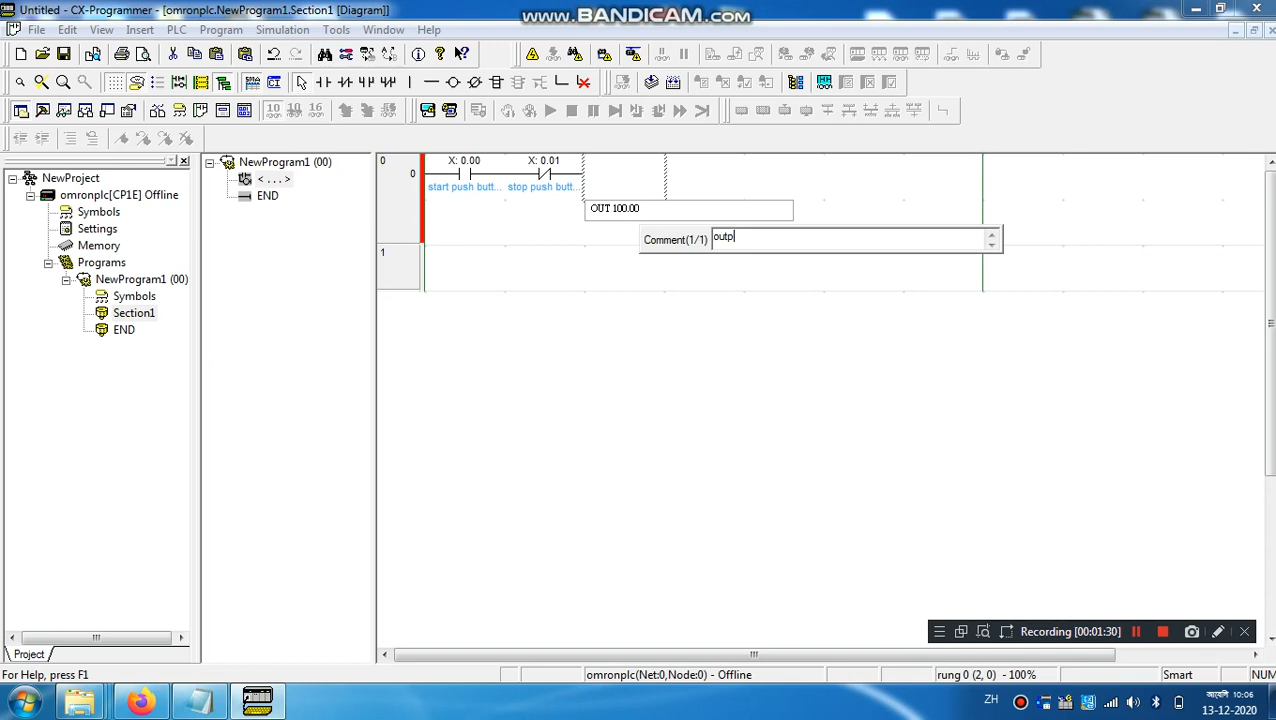 Untitled - CX-Programmer - [omronplc.NewProgram1.Section1 [Diagram]]
www.BANDICAM.com
File Edit View Insert PLC Program Simulation Tools Window Help
10 10 16
NewProject
omronplc[CP1E] Offline
Symbols
Settings
Memory
Programs
NewProgram1 (00)
Symbols
Section1
END
Project
NewProgram1 (00)
< . . . >
END
0
0
X: 0.00 X: 0.01
start push butt... stop push butt...
OUT 100.00
Comment(1/1) outp
1
Recording [00:01:30]
For Help, press F1
omronplc(Net:0,Node:0) - Offline
rung 0 (2, 0) - 100%
Smart
NUM
ZH
10:06
13-12-2020